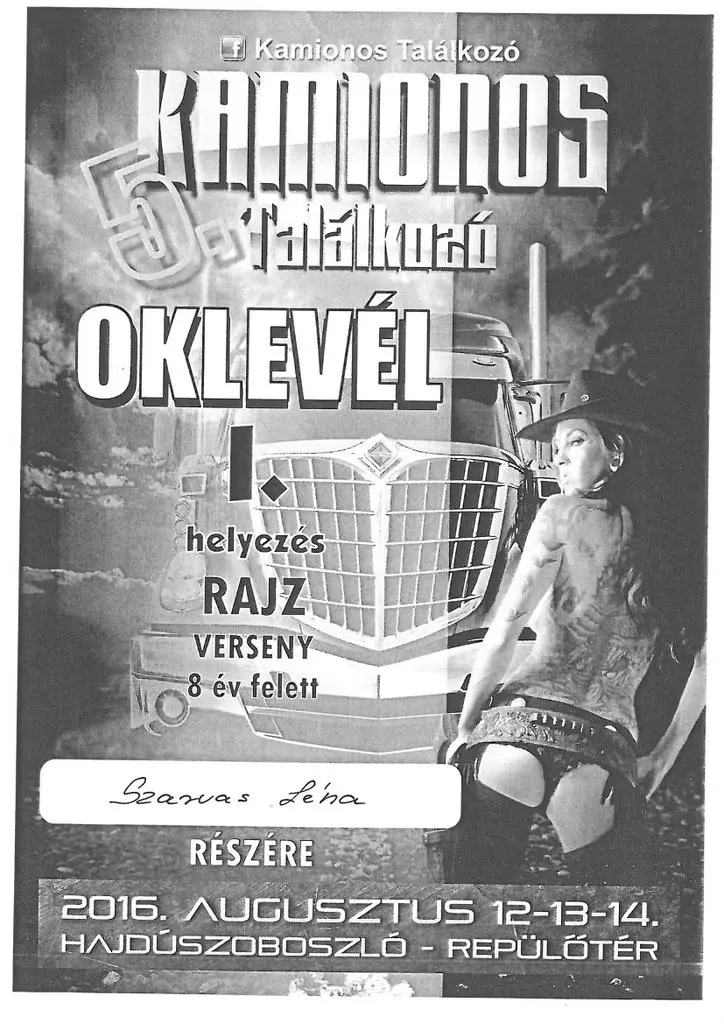 Kamionos Találkozó
KAMIONOS
5. Találkozó
OKLEVÉL
I.
helyezés
RAJZ
VERSENY
8 év felett
Szarvas Léna
RÉSZÉRE
2016. AUGUSZTUS 12-13-14.
HAJDÚSZOBOSZLÓ - REPÜLŐTÉR